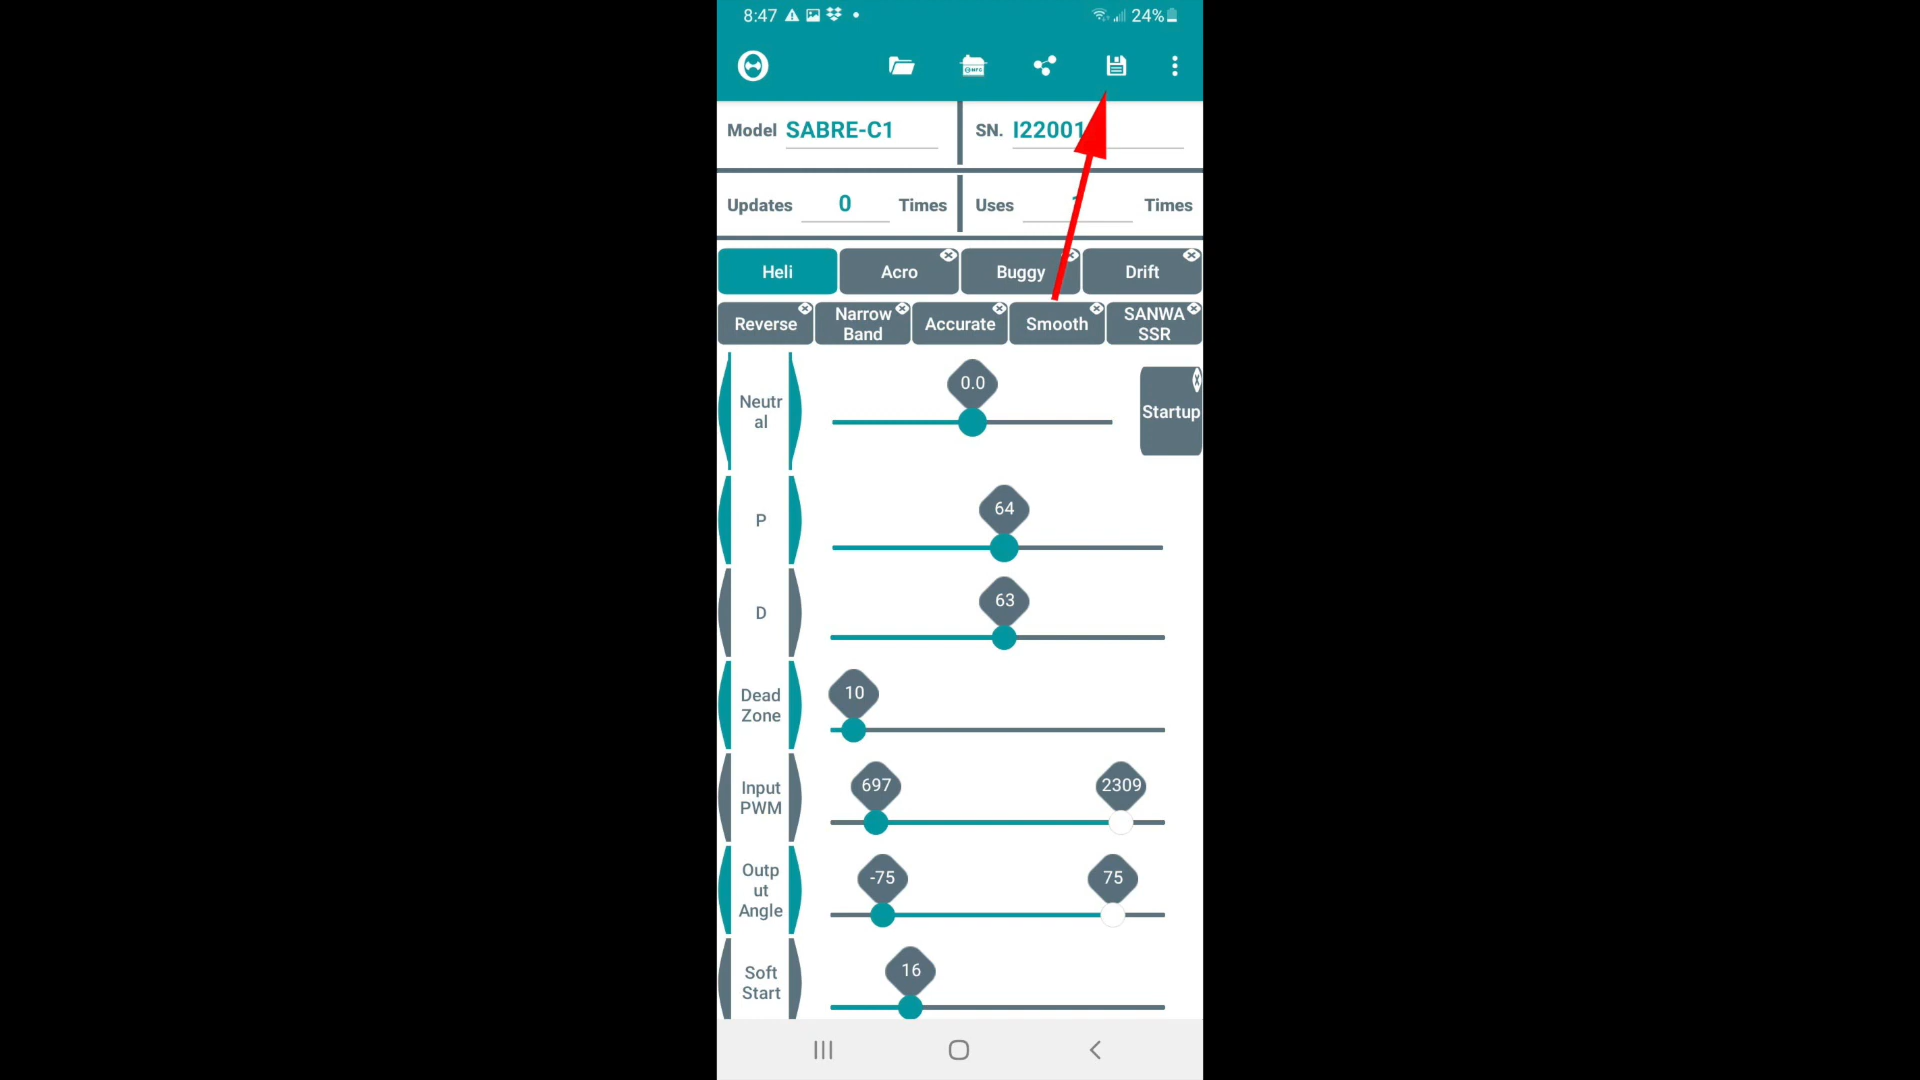 8:47
24%
NFC
Model SABRE-C1
SN. I22001
Updates 0 Times
Uses Times
Heli
Acro
Buggy
Drift
Reverse
Narrow
Band
Accurate
Smooth
SANWA
SSR
Neutr
al
0.0
Startup
P
64
D
63
Dead
Zone
10
Input
PWM
697
2309
Outp
ut
Angle
-75
75
Soft
Start
16